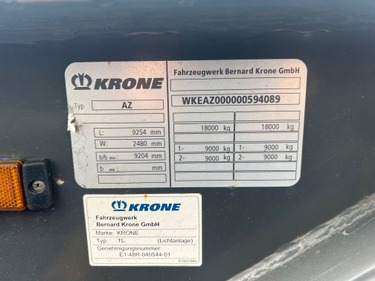 KRONE
Typ AZ
L: 9254 mm
W: 2480 mm
b/b 9204 mm
b mm
Fahrzeugwerk Bernard Krone GmbH
WKEAZ000000594089
18000 kg 18000 kg
1- 9000 kg 1- 9000 kg
2- 9000 kg 2- 9000 kg
KRONE
Fahrzeugwerk
Bernard Krone GmbH
Marke: KRONE
Typ: TL (Lichtanlage)
Genehmigungsnummer:
E1-48R-040544-01